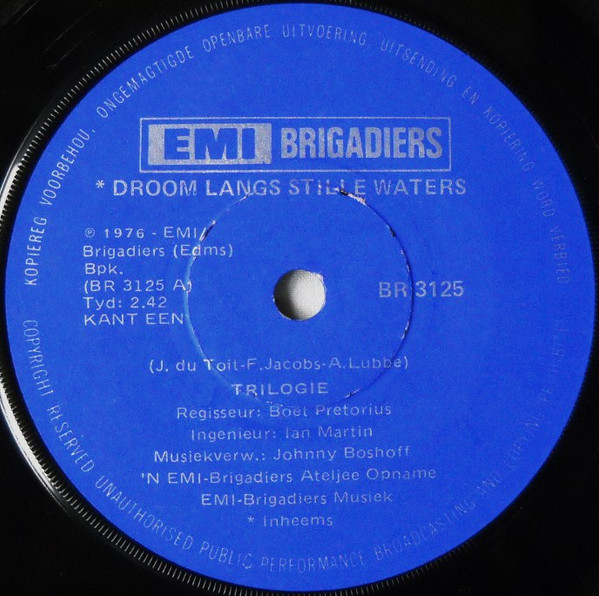 KOPIEREG VOORBEHOU, ONGEMAGTIGDE OPENBARE UITVOERING, UITSENDING EN KOPIERING WORD VERBIED
EMI BRIGADIERS
* DROOM LANGS STILLE WATERS
℗ 1976 - EMI/
Brigadiers (Edms)
Bpk.
(BR 3125 A)
Tyd: 2.42
KANT EEN
BR 3125
(J. du Toit-F. Jacobs-A. Lubbe)
TRILOGIE
Regisseur: Boet Pretorius
Ingenieur: Ian Martin
Musiekverw.: Johnny Boshoff
'N EMI-Brigadiers Ateljee Opname
EMI-Brigadiers Musiek
* Inheems
COPYRIGHT RESERVED UNAUTHORISED PUBLIC PERFORMANCE BROADCASTING AND